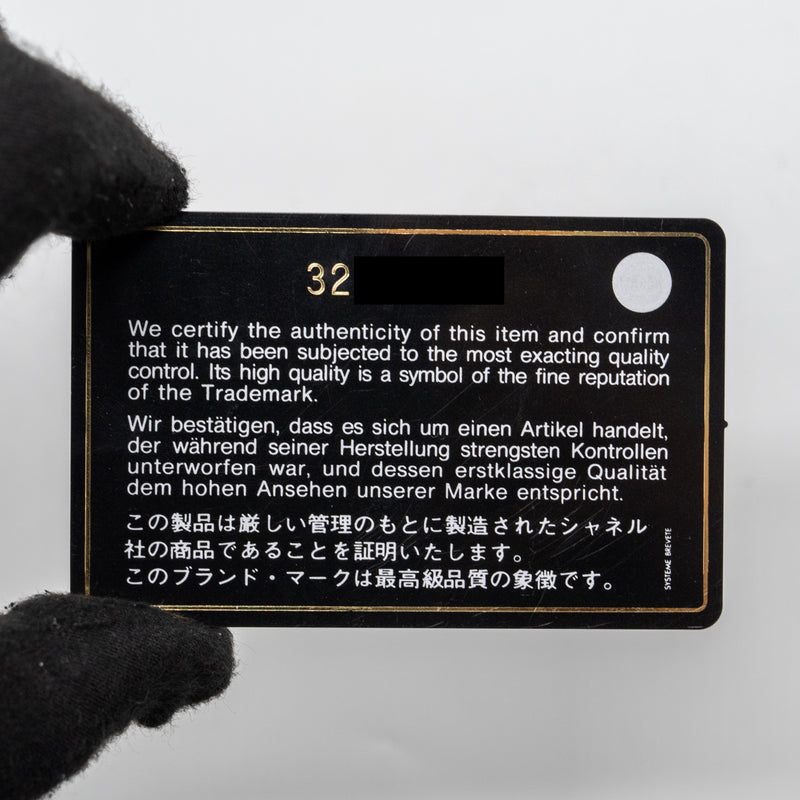 32
We certify the authenticity of this item and confirm
that it has been subjected to the most exacting quality
control. Its high quality is a symbol of the fine reputation
of the Trademark.
Wir bestätigen, dass es sich um einen Artikel handelt,
der während seiner Herstellung strengsten Kontrollen
unterworfen war, und dessen erstklassige Qualität
dem hohen Ansehen unserer Marke entspricht.
この製品は厳しい管理のもとに製造されたシャネル
社の商品であることを証明いたします。
このブランド・マークは最高級品質の象徴です。
SYSTEME BREVETE